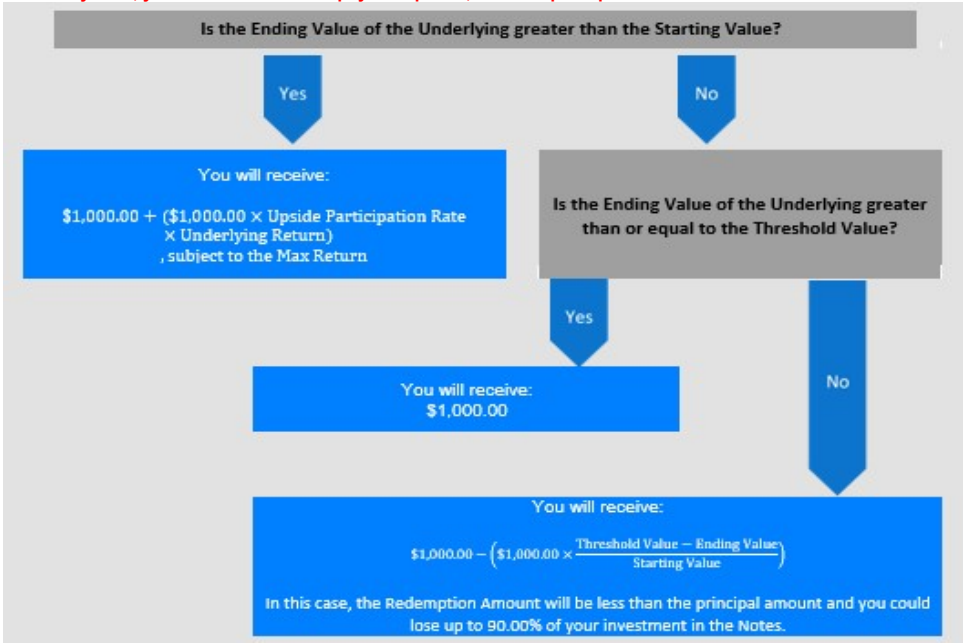 Is the Ending Value of the Underlying greater than the Starting Value?
Yes
No
You will receive:
$1,000.00 + ($1,000.00 × Upside Participation Rate
× Underlying Return)
, subject to the Max Return
Is the Ending Value of the Underlying greater
than or equal to the Threshold Value?
Yes
No
You will receive:
$1,000.00
You will receive:
$1,000.00 − ($1,000.00 × (Threshold Value − Ending Value) / Starting Value)
In this case, the Redemption Amount will be less than the principal amount and you could
lose up to 90.00% of your investment in the Notes.